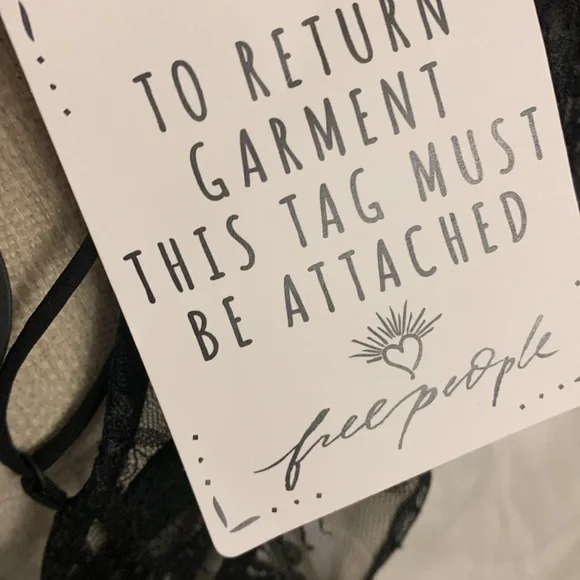 TO RETURN
GARMENT
THIS TAG MUST
BE ATTACHED
free people